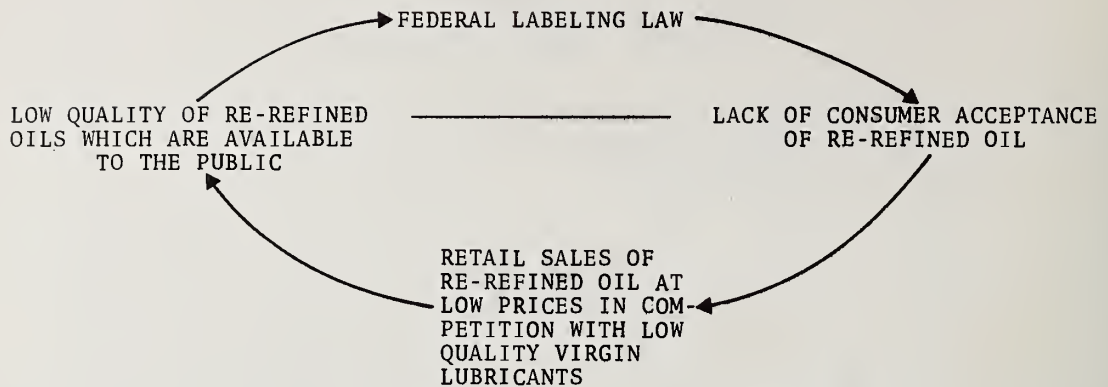 FEDERAL LABELING LAW
LOW QUALITY OF RE-REFINED
OILS WHICH ARE AVAILABLE
TO THE PUBLIC
LACK OF CONSUMER ACCEPTANCE
OF RE-REFINED OIL
RETAIL SALES OF
RE-REFINED OIL AT
LOW PRICES IN COM-
PETITION WITH LOW
QUALITY VIRGIN
LUBRICANTS